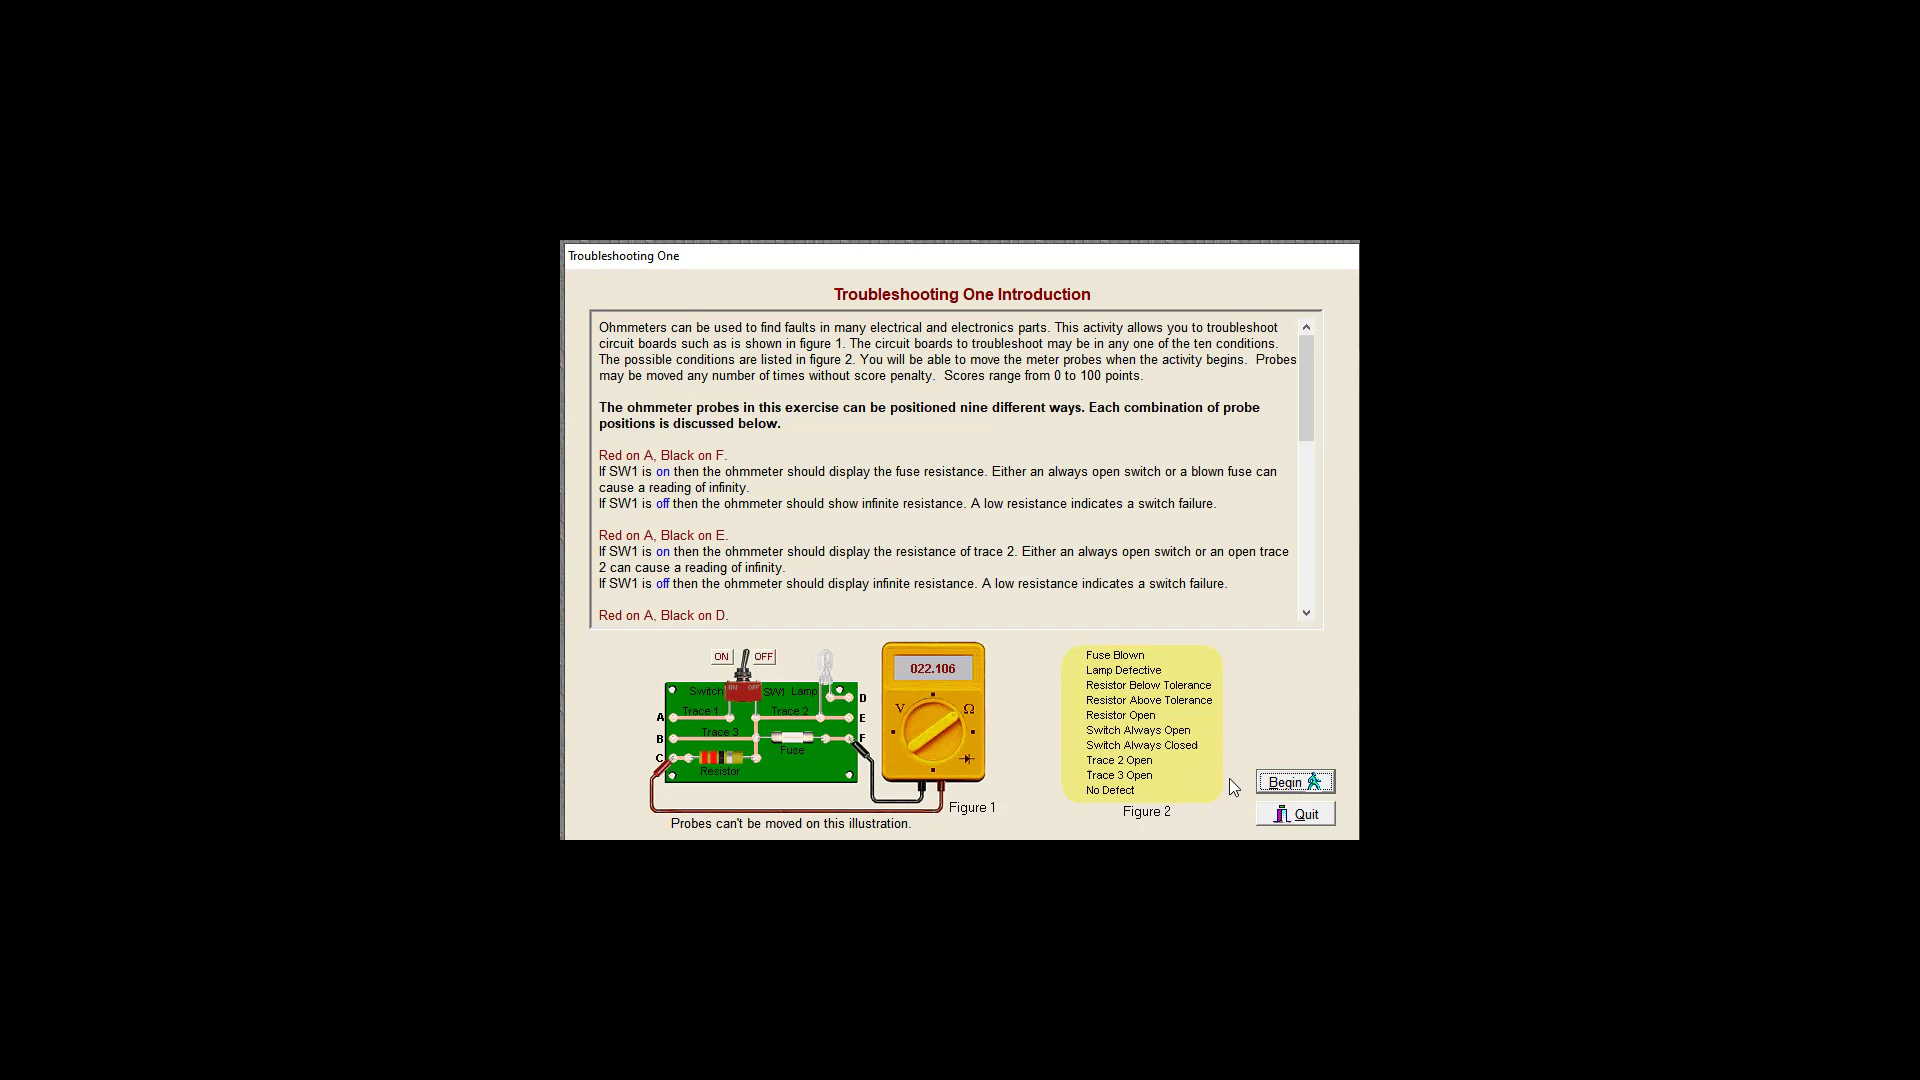 Troubleshooting One
Troubleshooting One Introduction
Ohmmeters can be used to find faults in many electrical and electronics parts. This activity allows you to troubleshoot
circuit boards such as is shown in figure 1. The circuit boards to troubleshoot may be in any one of the ten conditions.
The possible conditions are listed in figure 2. You will be able to move the meter probes when the activity begins.  Probes
may be moved any number of times without score penalty.  Scores range from 0 to 100 points.
The ohmmeter probes in this exercise can be positioned nine different ways. Each combination of probe
positions is discussed below.
Red on A, Black on F.
If SW1 is on then the ohmmeter should display the fuse resistance. Either an always open switch or a blown fuse can
cause a reading of infinity.
If SW1 is off then the ohmmeter should show infinite resistance. A low resistance indicates a switch failure.
Red on A, Black on E.
If SW1 is on then the ohmmeter should display the resistance of trace 2. Either an always open switch or an open trace
2 can cause a reading of infinity.
If SW1 is off then the ohmmeter should display infinite resistance. A low resistance indicates a switch failure.
Red on A, Black on D.
ON OFF
022.106
Switch ON OFF SW1 Lamp D
V Ω
A Trace 1 Trace 2 E
B Trace 3 F
Fuse
C
Resistor
Figure 1
Probes can't be moved on this illustration.
Fuse Blown
Lamp Defective
Resistor Below Tolerance
Resistor Above Tolerance
Resistor Open
Switch Always Open
Switch Always Closed
Trace 2 Open
Trace 3 Open
No Defect
Figure 2
Begin
Quit